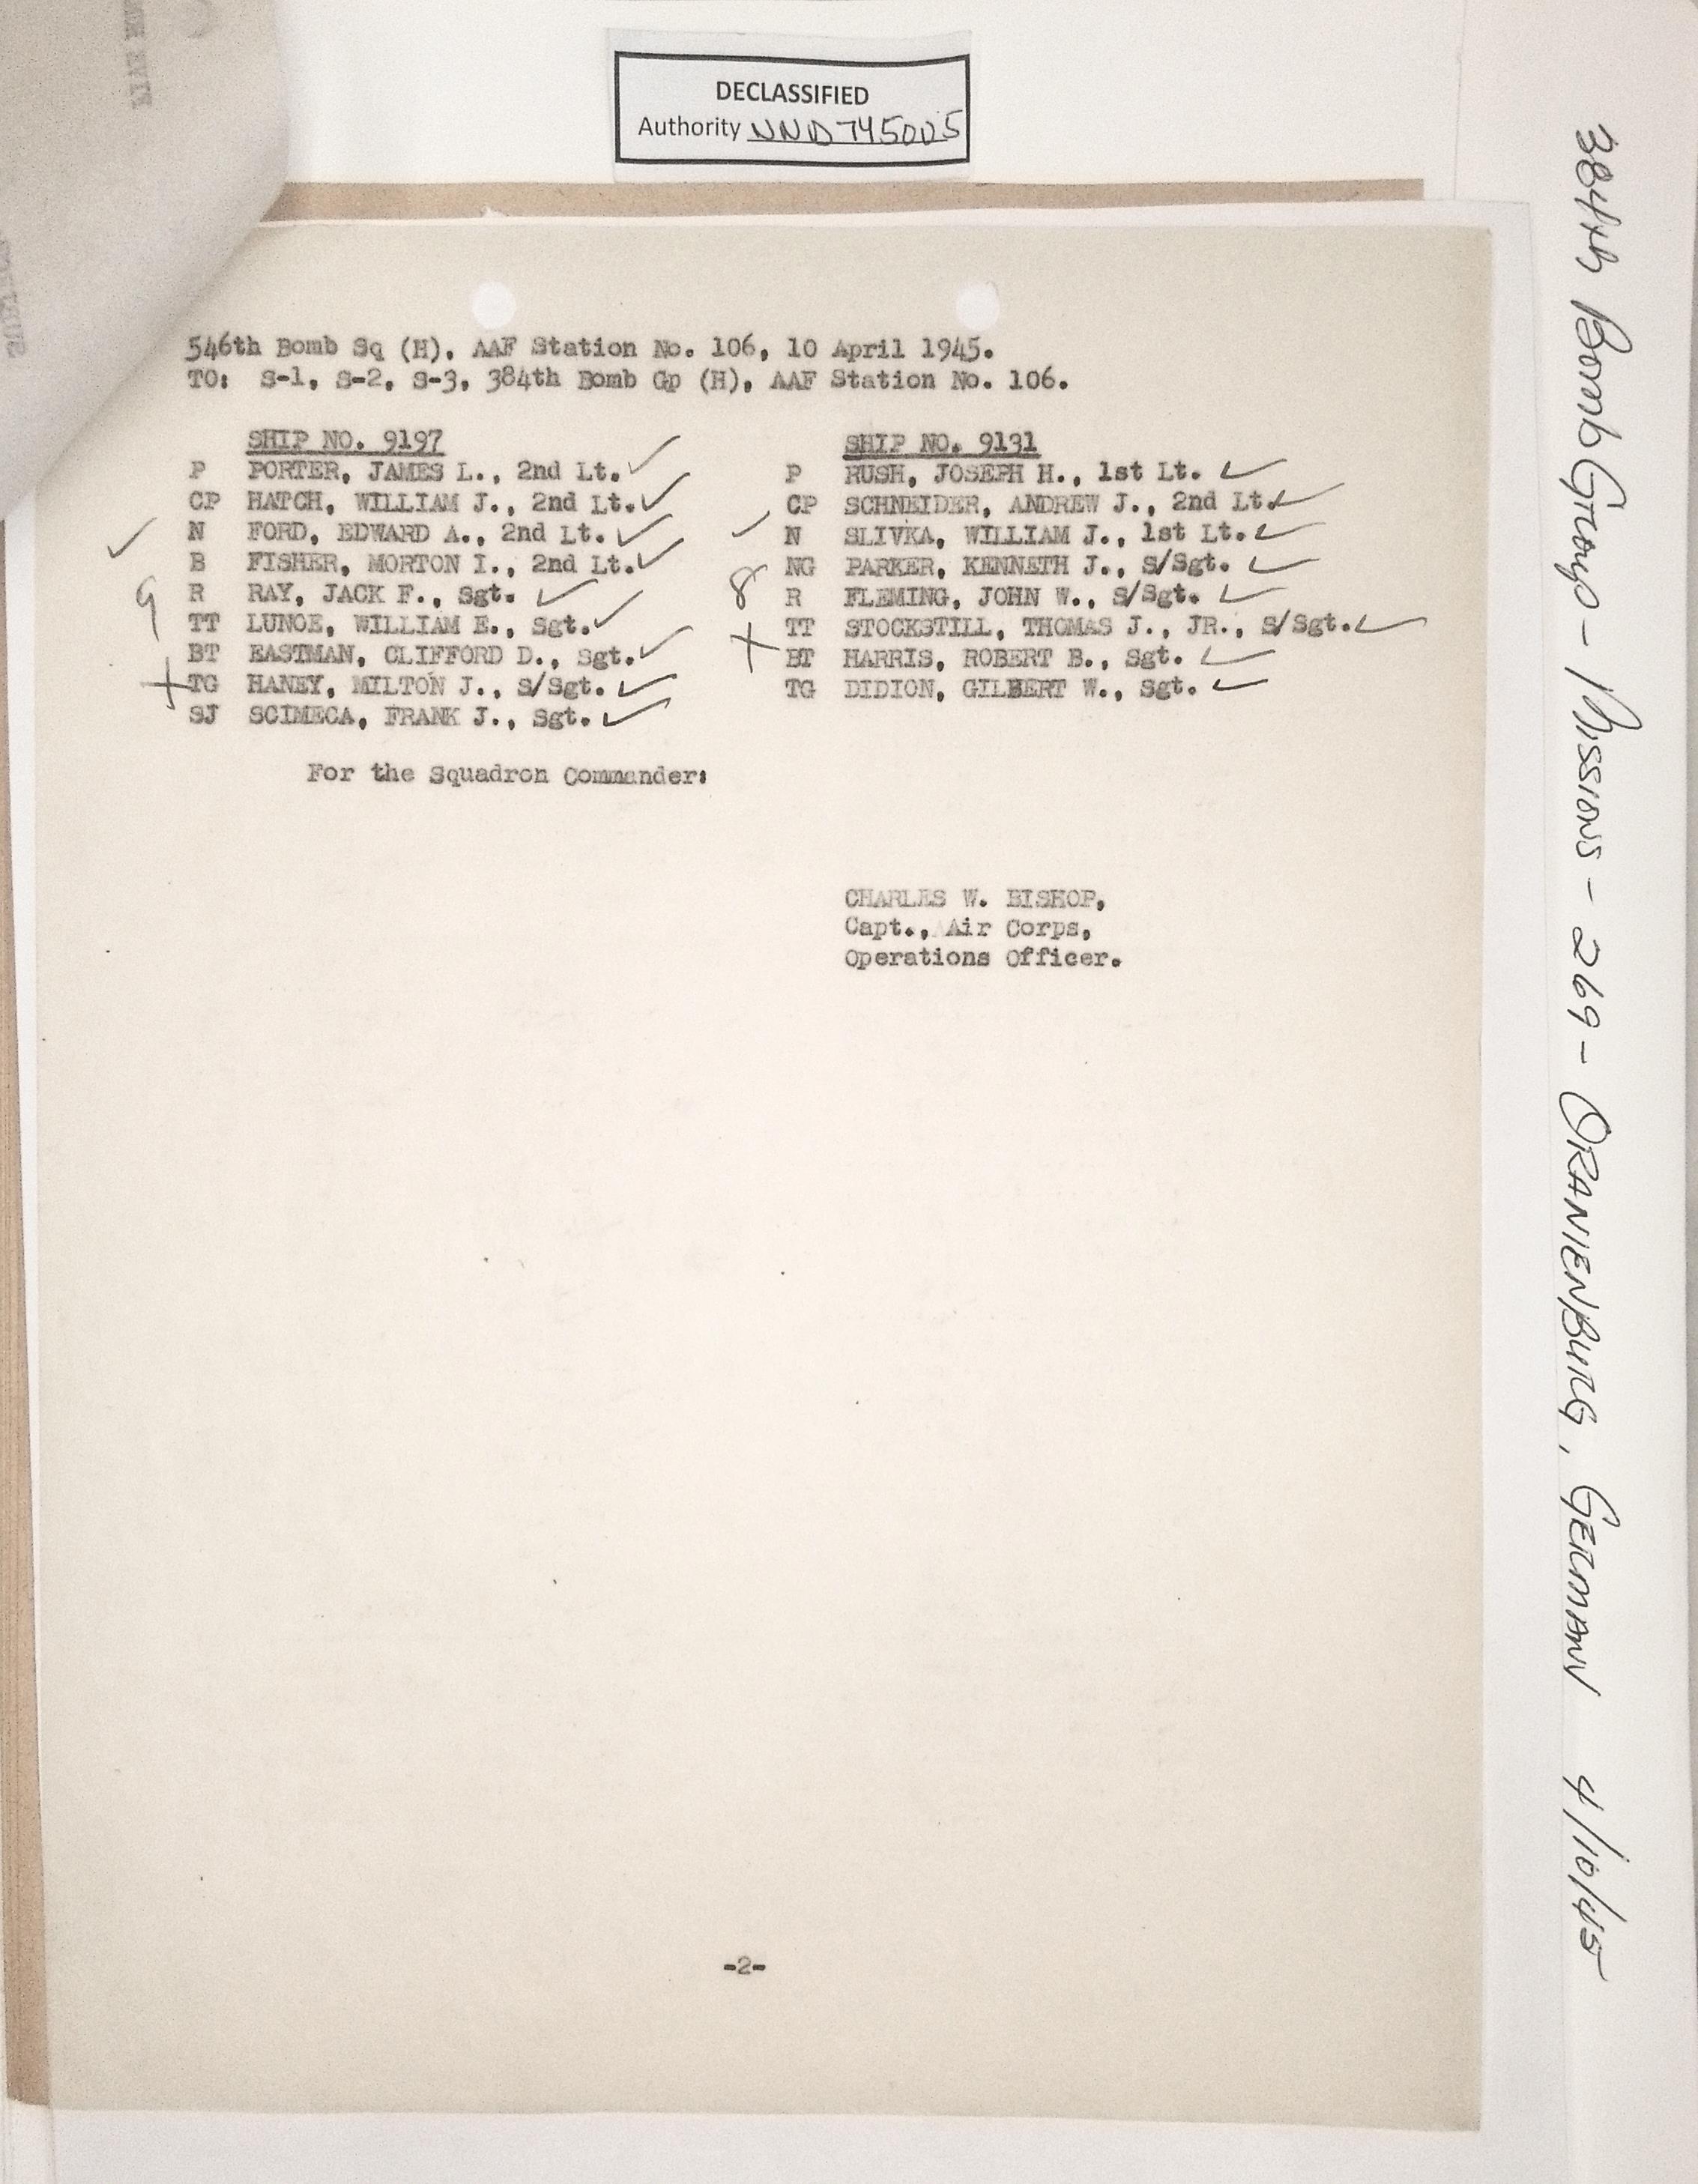 DECLASSIFIED
Authority NND 745005
546th Bomb Sq (H), AAF Station No. 106, 10 April 1945.
TO: S-1, S-2, S-3, 384th Bomb Gp (H), AAF Station No. 106.
SHIP NO. 9197
P PORTER, JAMES L., 2nd Lt. ✓
CP HATCH, WILLIAM J., 2nd Lt. ✓
✓ N FORD, EDWARD A., 2nd Lt. ✓
B FISHER, MORTON I., 2nd Lt. ✓
9 R RAY, JACK F., Sgt. ✓
TT LUNOE, WILLIAM E., Sgt. ✓
BT EASTMAN, CLIFFORD D., Sgt. ✓
+ TG HANEY, MILTON J., S/Sgt. ✓
SJ SCIMECA, FRANK J., Sgt. ✓
SHIP NO. 9131
P RUSH, JOSEPH H., 1st Lt. ✓
CP SCHNEIDER, ANDREW J., 2nd Lt. ✓
✓ N SLIVKA, WILLIAM J., 1st Lt. ✓
NG PARKER, KENNETH J., S/Sgt. ✓
8 R FLEMING, JOHN W., S/Sgt. ✓
+ TT STOCKSTILL, THOMAS J., JR., S/Sgt. ✓
BT HARRIS, ROBERT B., Sgt. ✓
TG DIDION, GILBERT W., Sgt. ✓
For the Squadron Commander:
CHARLES W. BISHOP,
Capt., Air Corps,
Operations Officer.
-2-
384th Bomb Group - Missions - 269 - ORANIENBURG, GERMANY 4/10/45